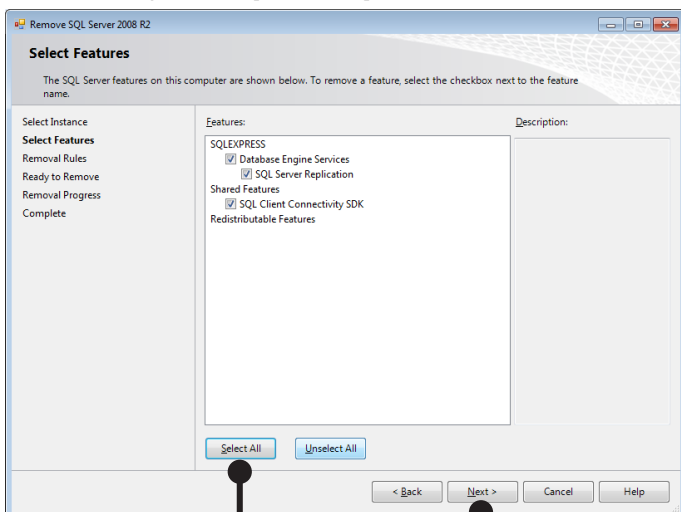 Remove SQL Server 2008 R2
Select Features
The SQL Server features on this computer are shown below. To remove a feature, select the checkbox next to the feature
name.
Select Instance
Select Features
Removal Rules
Ready to Remove
Removal Progress
Complete
Features:
SQLEXPRESS
Database Engine Services
SQL Server Replication
Shared Features
SQL Client Connectivity SDK
Redistributable Features
Description:
Select All
Unselect All
< Back
Next >
Cancel
Help